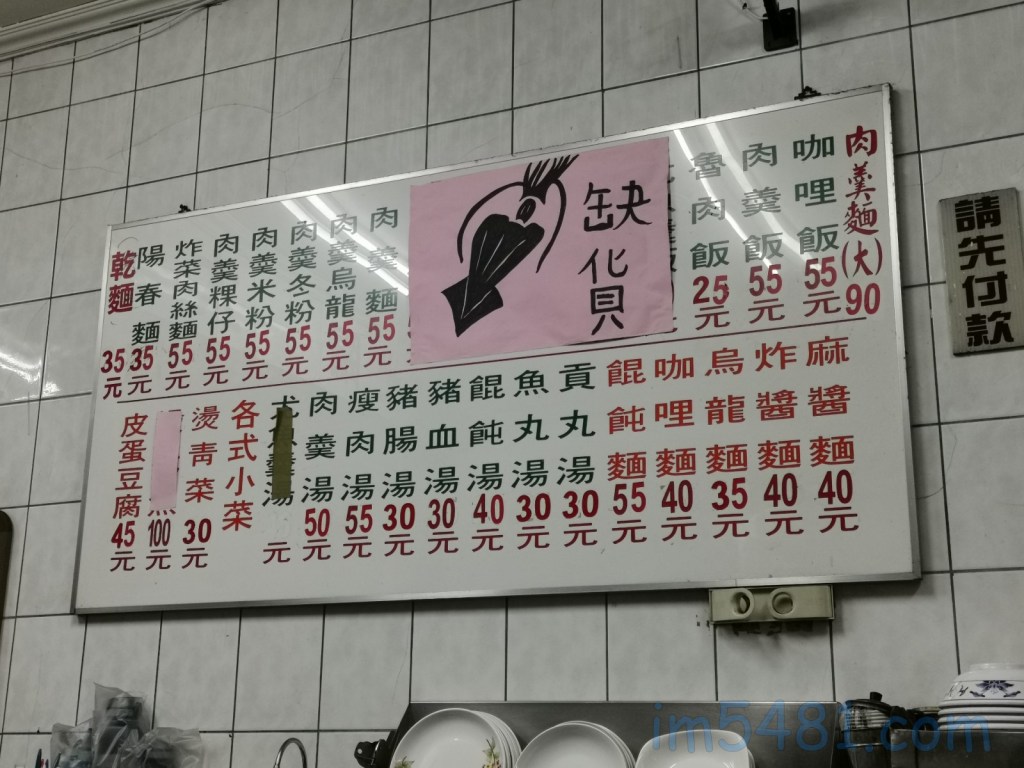 肉羹麵(大)90
咖哩飯55元
肉羹飯55元
魯肉飯25元
缺貨
肉羹麵55元
肉羹烏龍55元
肉羹冬粉55元
肉羹米粉55元
肉羹粿仔55元
炸菜肉絲麵55元
陽春麵35元
乾麵35元
麻醬麵40元
炸醬麵40元
烏龍麵35元
咖哩麵40元
餛飩麵55元
貢丸湯30元
魚丸湯30元
餛飩湯40元
豬血湯30元
豬腸湯30元
瘦肉湯55元
肉羹湯50元
湯元
各式小菜
燙青菜30元
100元
皮蛋豆腐45元
請先付款
im5481.com